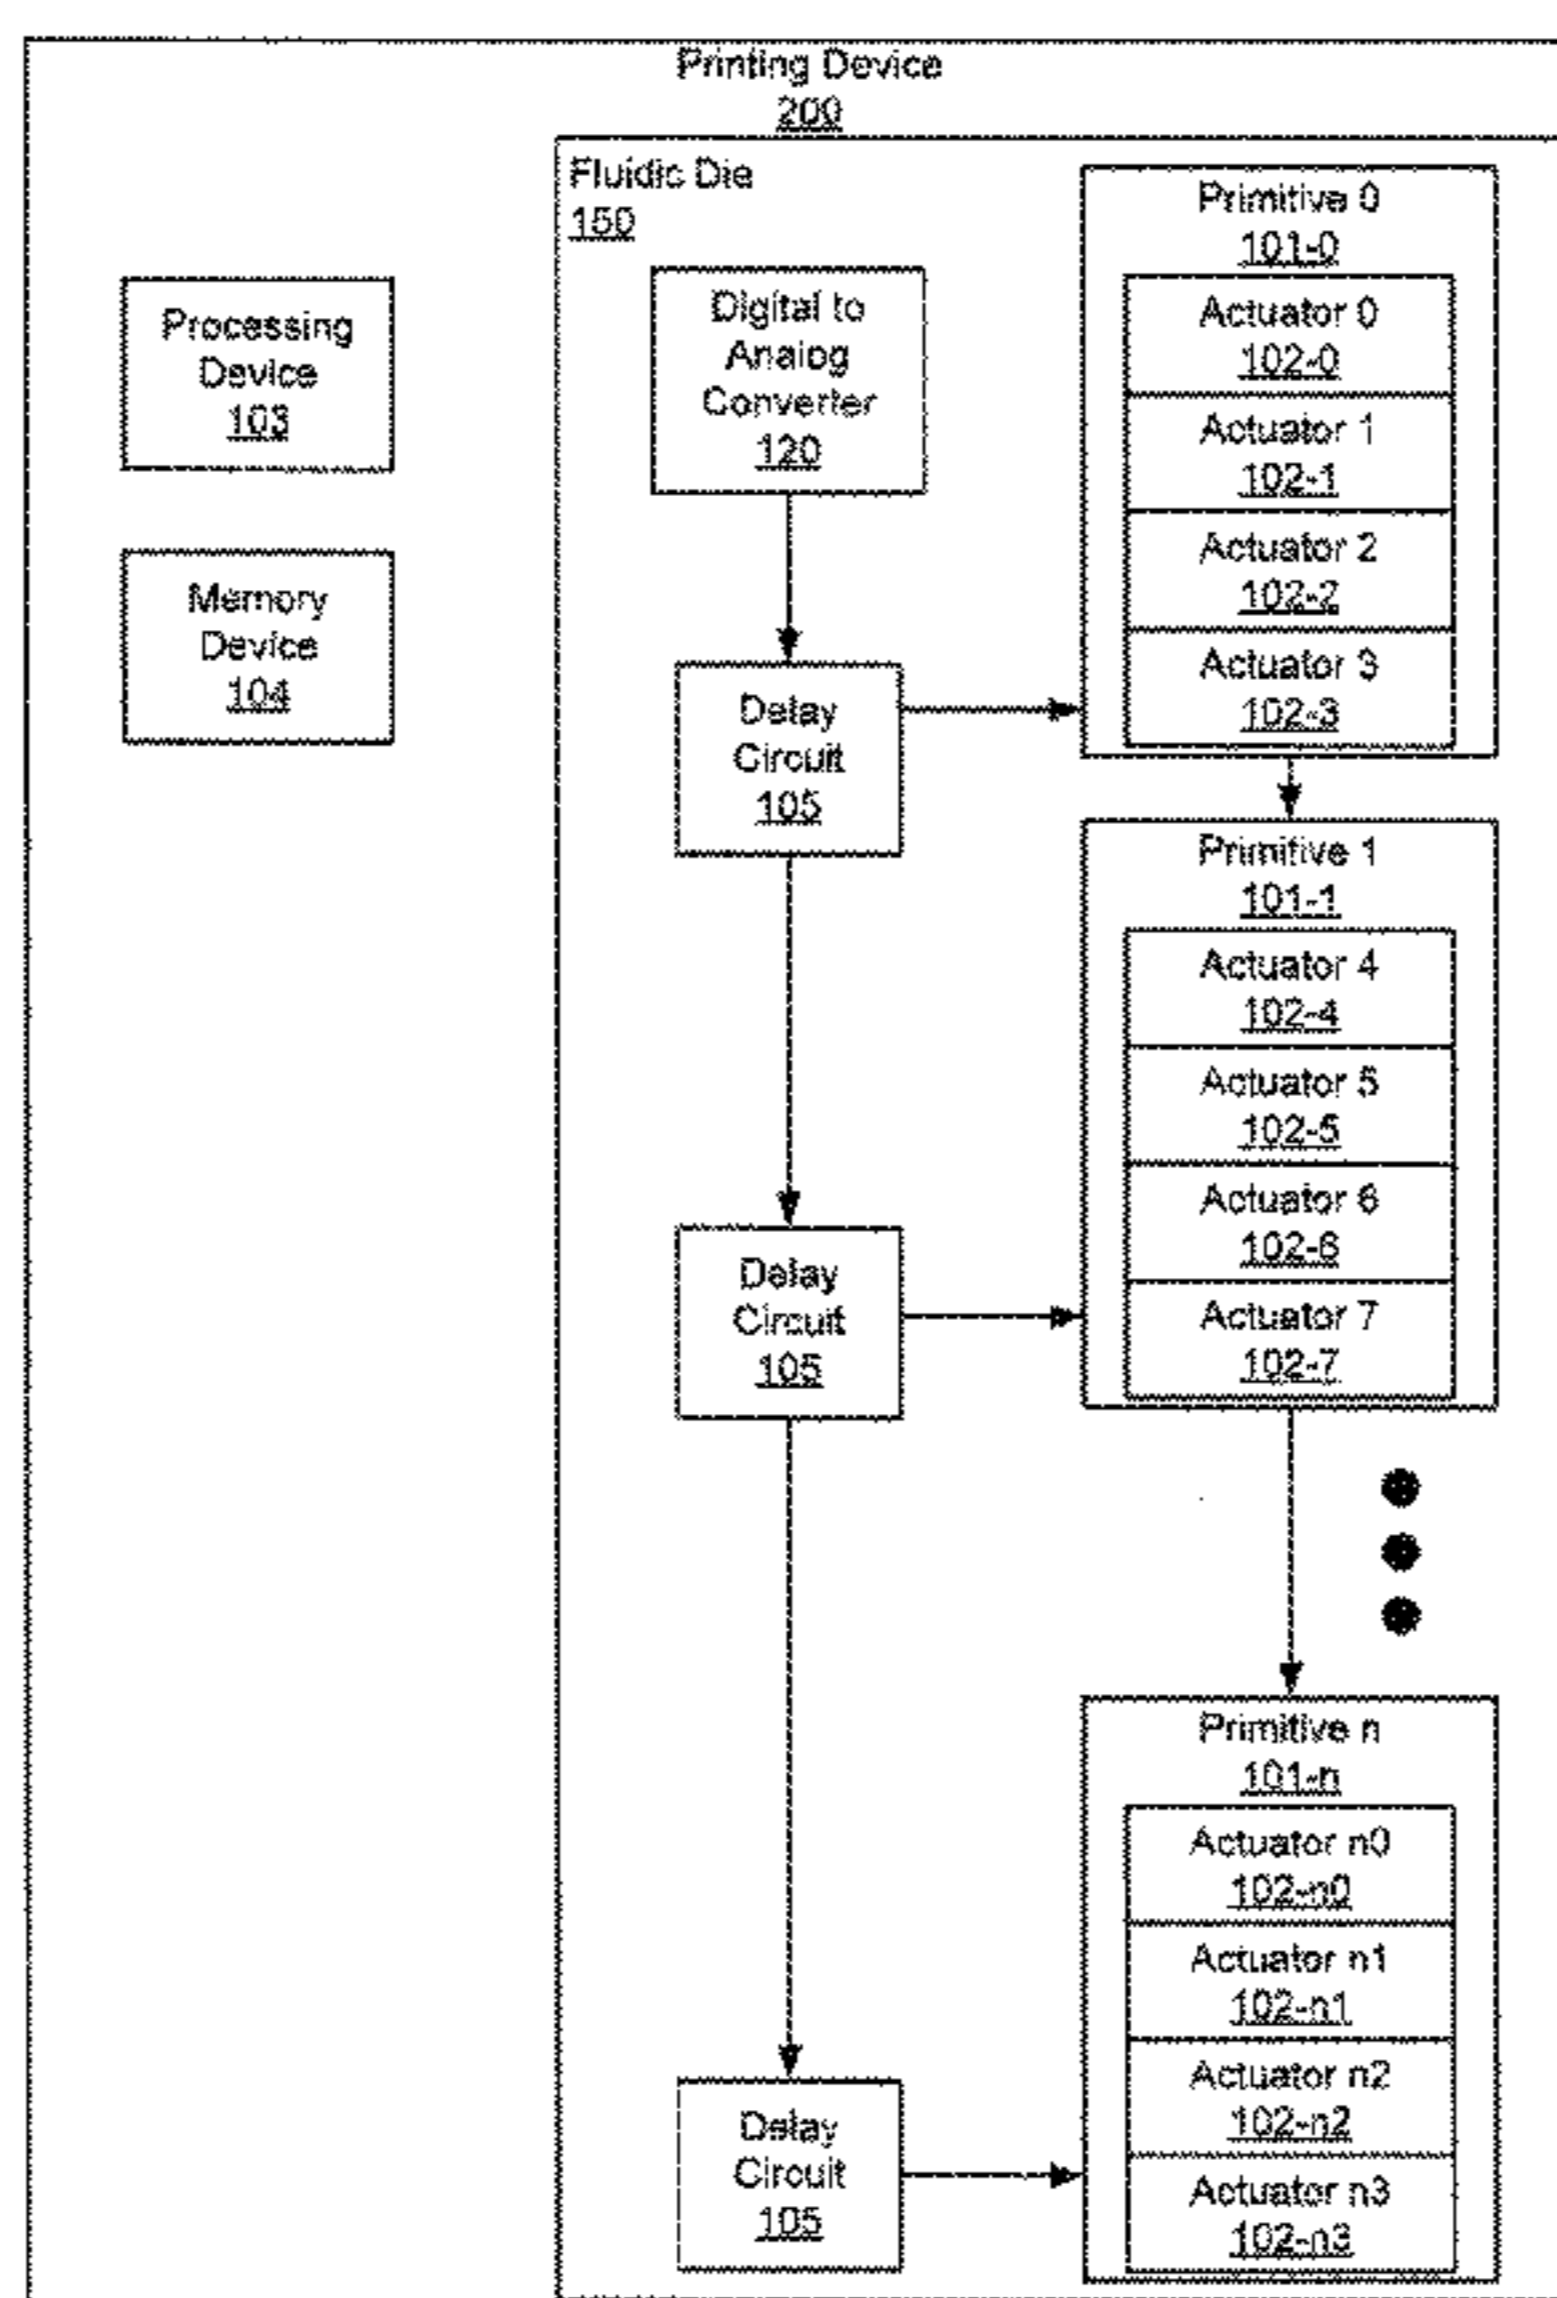 Printing Device
200
Fluidic Die
150
Processing
Device
103
Memory
Device
104
Digital to
Analog
Converter
120
Delay
Circuit
105
Delay
Circuit
105
Delay
Circuit
105
Primitive 0
101-0
Actuator 0
102-0
Actuator 1
102-1
Actuator 2
102-2
Actuator 3
102-3
Primitive 1
101-1
Actuator 4
102-4
Actuator 5
102-5
Actuator 6
102-6
Actuator 7
102-7
Primitive n
101-n
Actuator n0
102-n0
Actuator n1
102-n1
Actuator n2
102-n2
Actuator n3
102-n3